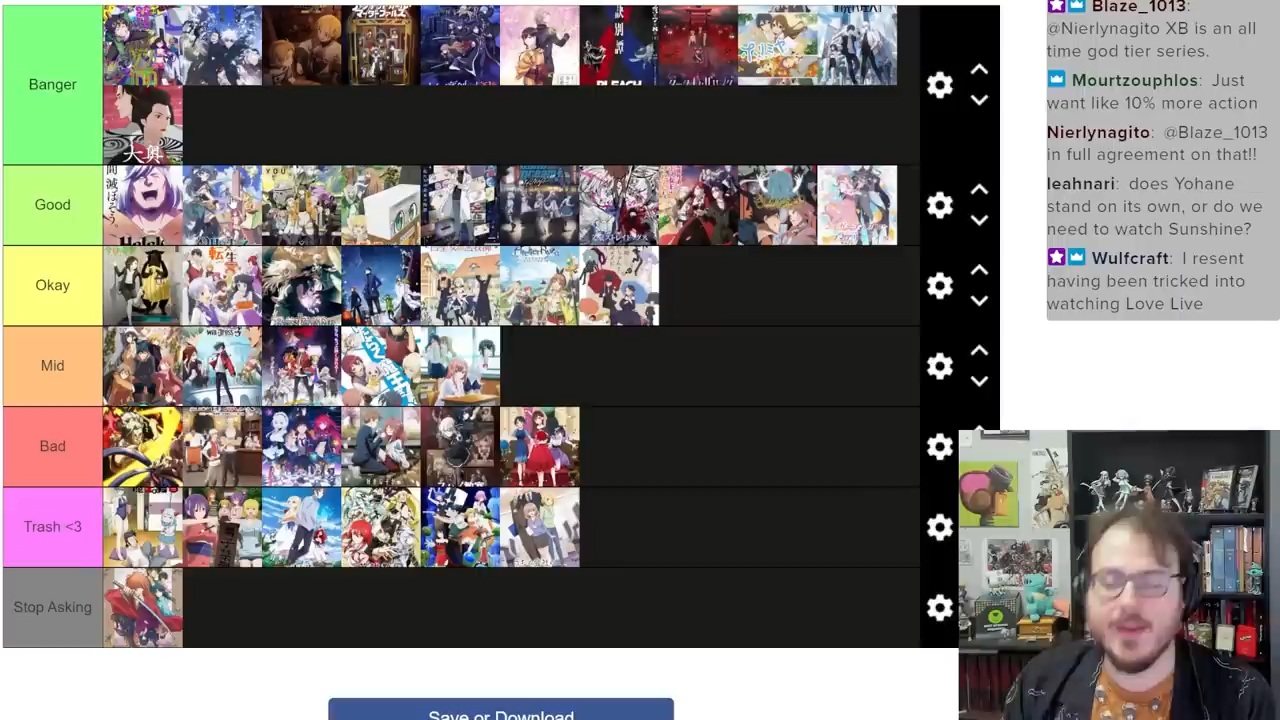 Banger
BLEACH
大奥
Good
YOU
Okay
Mid
Bad
Trash <3
Stop Asking
Save or Download
Blaze_1013:
@Nierlynagito XB is an all
time god tier series.
Mourtzouphlos: Just
want like 10% more action
Nierlynagito: @Blaze_1013
in full agreement on that!!
leahnari: does Yohane
stand on its own, or do we
need to watch Sunshine?
Wulfcraft: I resent
having been tricked into
watching Love Live